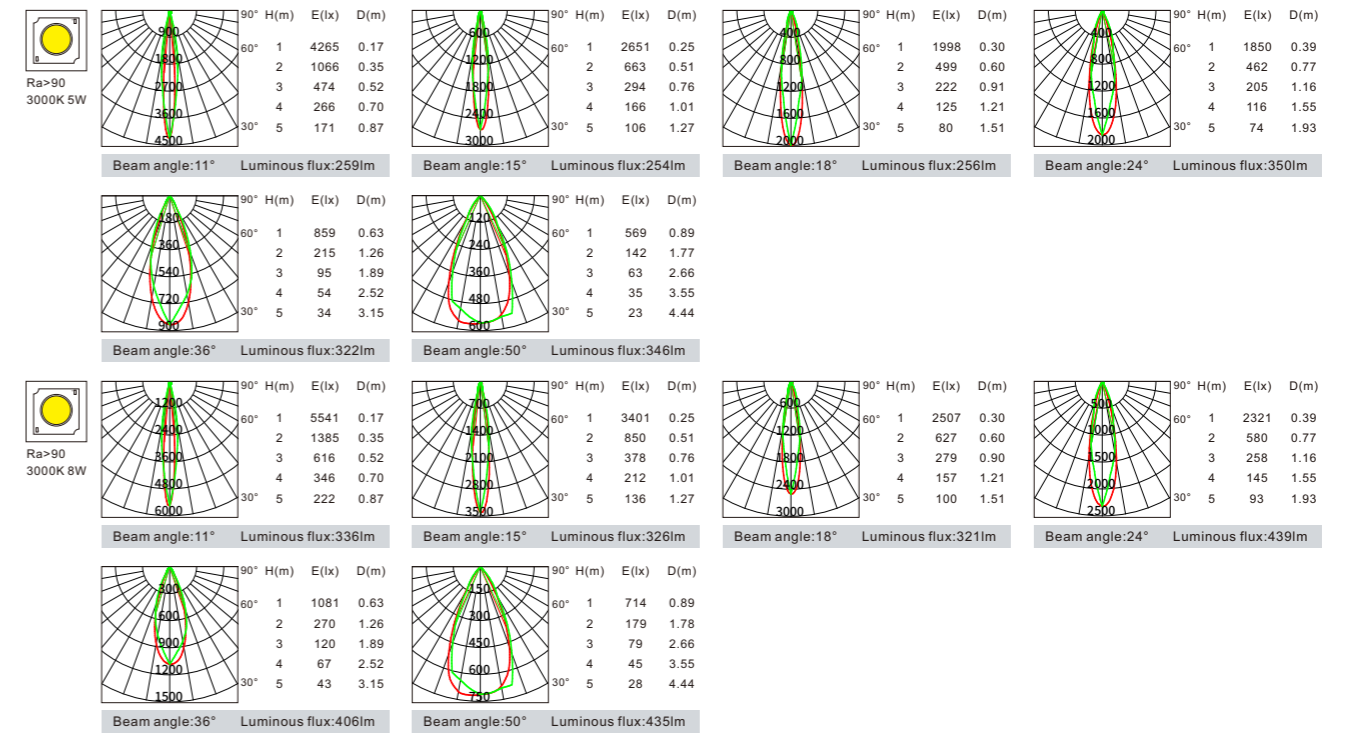 Ra>90
3000K 5W
900
1800
2700
3600
4500
90° H(m) E(lx) D(m)
60° 1 4265 0.17
2 1066 0.35
3 474 0.52
4 266 0.70
30° 5 171 0.87
Beam angle:11° Luminous flux:259lm
600
1200
1800
2400
3000
90° H(m) E(lx) D(m)
60° 1 2651 0.25
2 663 0.51
3 294 0.76
4 166 1.01
30° 5 106 1.27
Beam angle:15° Luminous flux:254lm
400
800
1200
1600
2000
90° H(m) E(lx) D(m)
60° 1 1998 0.30
2 499 0.60
3 222 0.91
4 125 1.21
30° 5 80 1.51
Beam angle:18° Luminous flux:256lm
400
800
1200
1600
2000
90° H(m) E(lx) D(m)
60° 1 1850 0.39
2 462 0.77
3 205 1.16
4 116 1.55
30° 5 74 1.93
Beam angle:24° Luminous flux:350lm
180
360
540
720
900
90° H(m) E(lx) D(m)
60° 1 859 0.63
2 215 1.26
3 95 1.89
4 54 2.52
30° 5 34 3.15
Beam angle:36° Luminous flux:322lm
120
240
360
480
600
90° H(m) E(lx) D(m)
60° 1 569 0.89
2 142 1.77
3 63 2.66
4 35 3.55
30° 5 23 4.44
Beam angle:50° Luminous flux:346lm
Ra>90
3000K 8W
1200
2400
3600
4800
6000
90° H(m) E(lx) D(m)
60° 1 5541 0.17
2 1385 0.35
3 616 0.52
4 346 0.70
30° 5 222 0.87
Beam angle:11° Luminous flux:336lm
700
1400
2100
2800
3500
90° H(m) E(lx) D(m)
60° 1 3401 0.25
2 850 0.51
3 378 0.76
4 212 1.01
30° 5 136 1.27
Beam angle:15° Luminous flux:326lm
600
1200
1800
2400
3000
90° H(m) E(lx) D(m)
60° 1 2507 0.30
2 627 0.60
3 279 0.90
4 157 1.21
30° 5 100 1.51
Beam angle:18° Luminous flux:321lm
500
1000
1500
2000
2500
90° H(m) E(lx) D(m)
60° 1 2321 0.39
2 580 0.77
3 258 1.16
4 145 1.55
30° 5 93 1.93
Beam angle:24° Luminous flux:439lm
300
600
900
1200
1500
90° H(m) E(lx) D(m)
60° 1 1081 0.63
2 270 1.26
3 120 1.89
4 67 2.52
30° 5 43 3.15
Beam angle:36° Luminous flux:406lm
150
300
450
600
750
90° H(m) E(lx) D(m)
60° 1 714 0.89
2 179 1.78
3 79 2.66
4 45 3.55
30° 5 28 4.44
Beam angle:50° Luminous flux:435lm